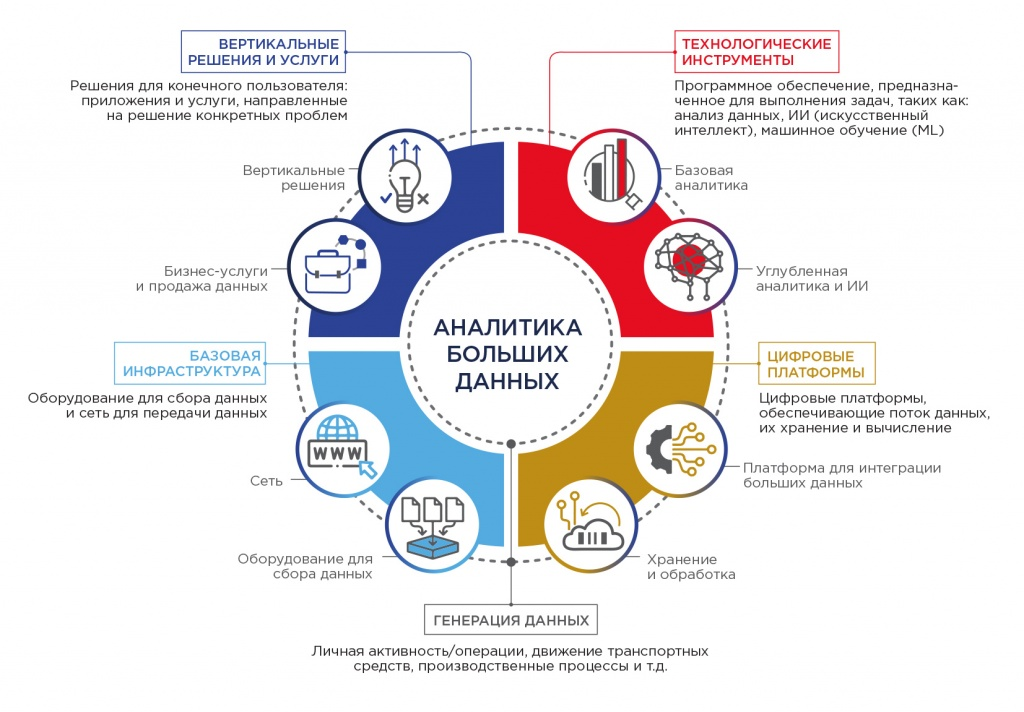 ВЕРТИКАЛЬНЫЕ
РЕШЕНИЯ И УСЛУГИ
Решения для конечного пользователя:
приложения и услуги, направленные
на решение конкретных проблем
Вертикальные
решения
Бизнес-услуги
и продажа данных
ТЕХНОЛОГИЧЕСКИЕ
ИНСТРУМЕНТЫ
Программное обеспечение, предназна-
ченное для выполнения задач, таких как:
анализ данных, ИИ (искусственный
интеллект), машинное обучение (ML)
Базовая
аналитика
Углубленная
аналитика и ИИ
АНАЛИТИКА
БОЛЬШИХ
ДАННЫХ
БАЗОВАЯ
ИНФРАСТРУКТУРА
Оборудование для сбора данных
и сеть для передачи данных
WWW
Сеть
Оборудование для
сбора данных
ЦИФРОВЫЕ
ПЛАТФОРМЫ
Цифровые платформы,
обеспечивающие поток данных,
их хранение и вычисление
Платформа для интеграции
больших данных
Хранение
и обработка
ГЕНЕРАЦИЯ ДАННЫХ
Личная активность/операции, движение транспортных
средств, производственные процессы и т.д.